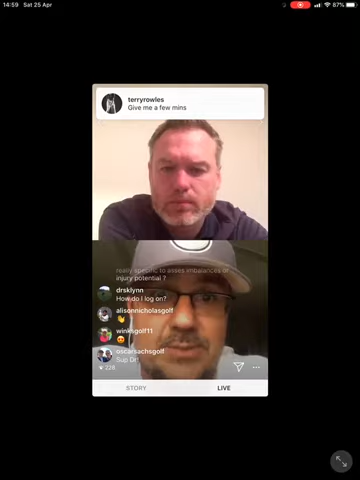 14:59 Sat 25 Apr
87%
terryrowles
Give me a few mins
really specific to asses imbalances or
injury potential ?
drsklynn
How do I log on?
alisonnicholasgolf
👋
winksgolf11
😍
oscarsachsgolf
Sup Dr
228
STORY
LIVE